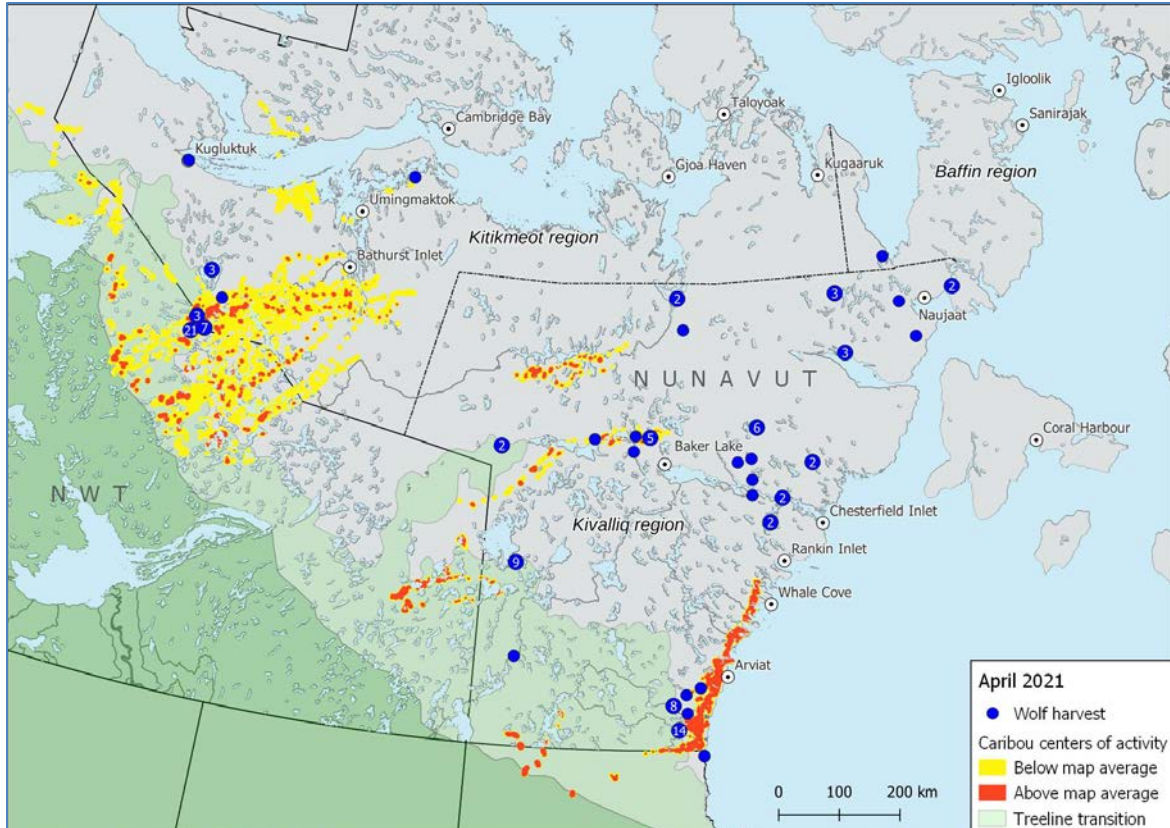 Igloolik
Taloyoak
Sanirajak
Cambridge Bay
Kugluktuk
Gjoa Haven
Kugaaruk
Baffin region
Umingmaktok
Kitikmeot region
Bathurst Inlet
3
2
3
2
Naujaat
3
21
7
3
NUNAVUT
6
Coral Harbour
2
5
Baker Lake
2
NWT
2
Chesterfield Inlet
Kivalliq region
2
Rankin Inlet
9
Whale Cove
Arviat
8
14
April 2021
Wolf harvest
Caribou centers of activity
Below map average
Above map average
Treeline transition
0 100 200 km